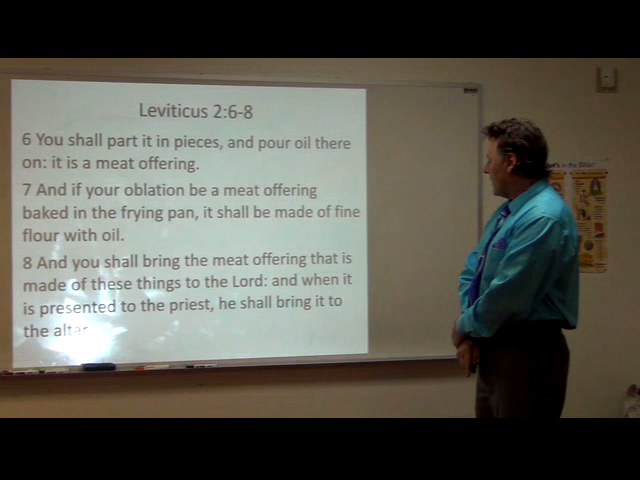 Leviticus 2:6-8
6 You shall part it in pieces, and pour oil there
on: it is a meat offering.
7 And if your oblation be a meat offering
baked in the frying pan, it shall be made of fine
flour with oil.
8 And you shall bring the meat offering that is
made of these things to the Lord: and when it
is presented to the priest, he shall bring it to
the altar
in the Bible?